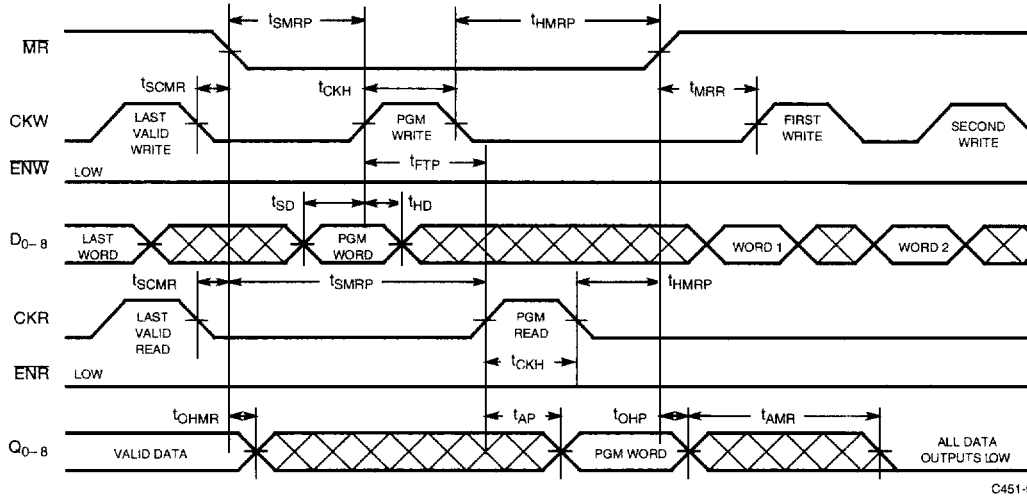 tSMRP tHMRP
MR
tSCMR tCKH tMRR
CKW LAST VALID WRITE PGM WRITE FIRST WRITE SECOND WRITE
tFTP
ENW LOW
tSD tHD
D0–8 LAST WORD PGM WORD WORD 1 WORD 2
tSCMR tSMRP tHMRP
CKR LAST VALID READ PGM READ
tCKH
ENR LOW
tOHMR tAP tOHP tAMR
Q0–8 VALID DATA PGM WORD ALL DATA OUTPUTS LOW